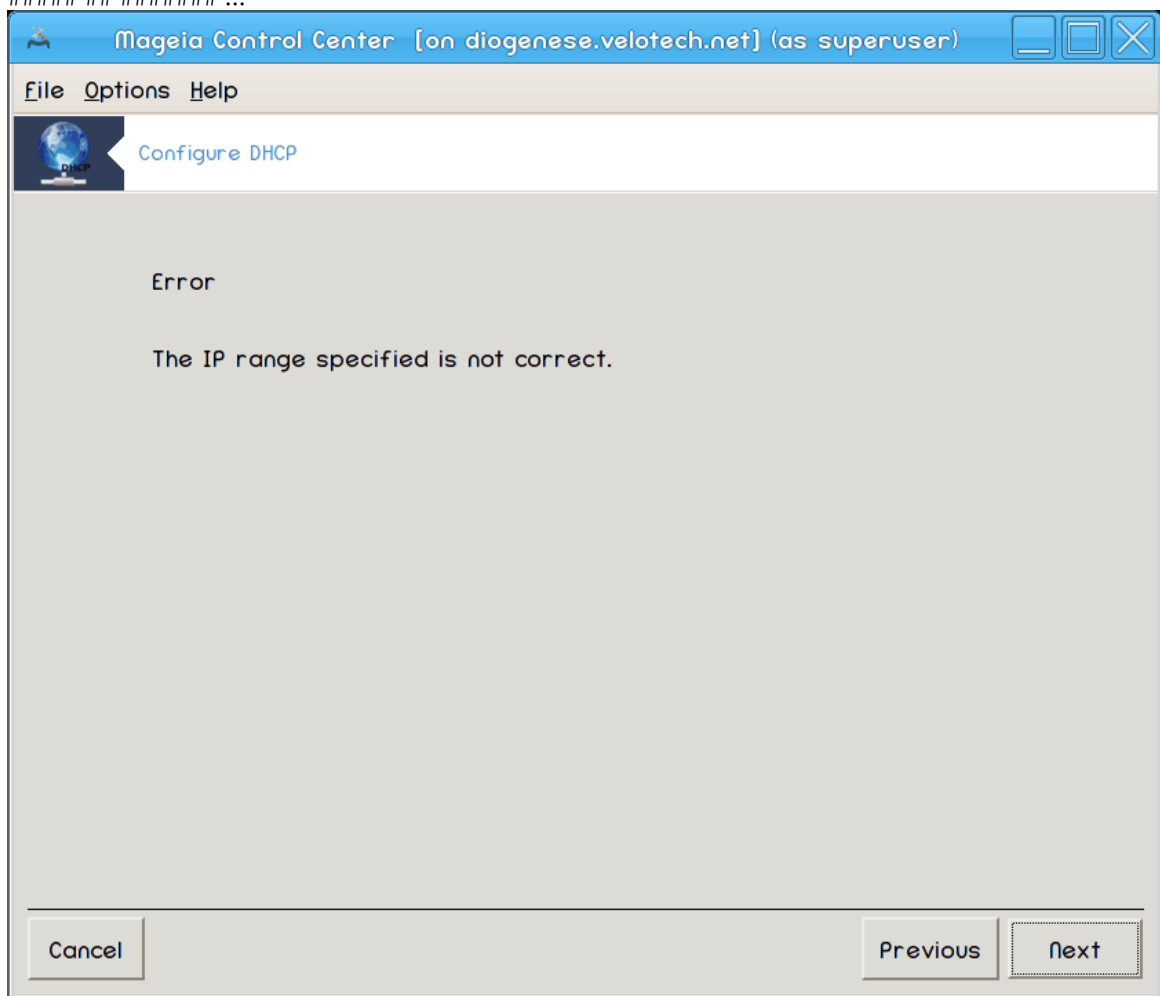 Mageia Control Center [on diogenese.velotech.net] (as superuser)
File Options Help
DHCP
Configure DHCP
Error
The IP range specified is not correct.
Cancel Previous Next